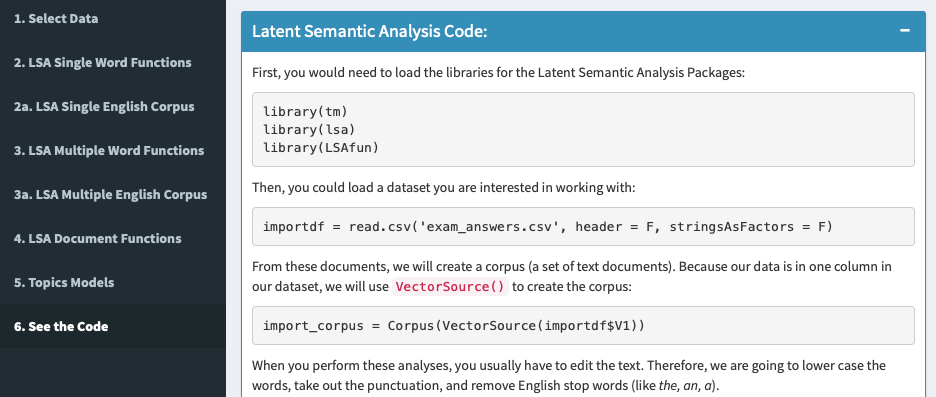 1. Select Data
2. LSA Single Word Functions
2a. LSA Single English Corpus
3. LSA Multiple Word Functions
3a. LSA Multiple English Corpus
4. LSA Document Functions
5. Topics Models
6. See the Code
Latent Semantic Analysis Code:
First, you would need to load the libraries for the Latent Semantic Analysis Packages:
library(tm)
library(lsa)
library(LSAfun)
Then, you could load a dataset you are interested in working with:
importdf = read.csv('exam_answers.csv', header = F, stringsAsFactors = F)
From these documents, we will create a corpus (a set of text documents). Because our data is in one column in
our dataset, we will use VectorSource() to create the corpus:
import_corpus = Corpus(VectorSource(importdf$V1))
When you perform these analyses, you usually have to edit the text. Therefore, we are going to lower case the
words, take out the punctuation, and remove English stop words (like the, an, a).